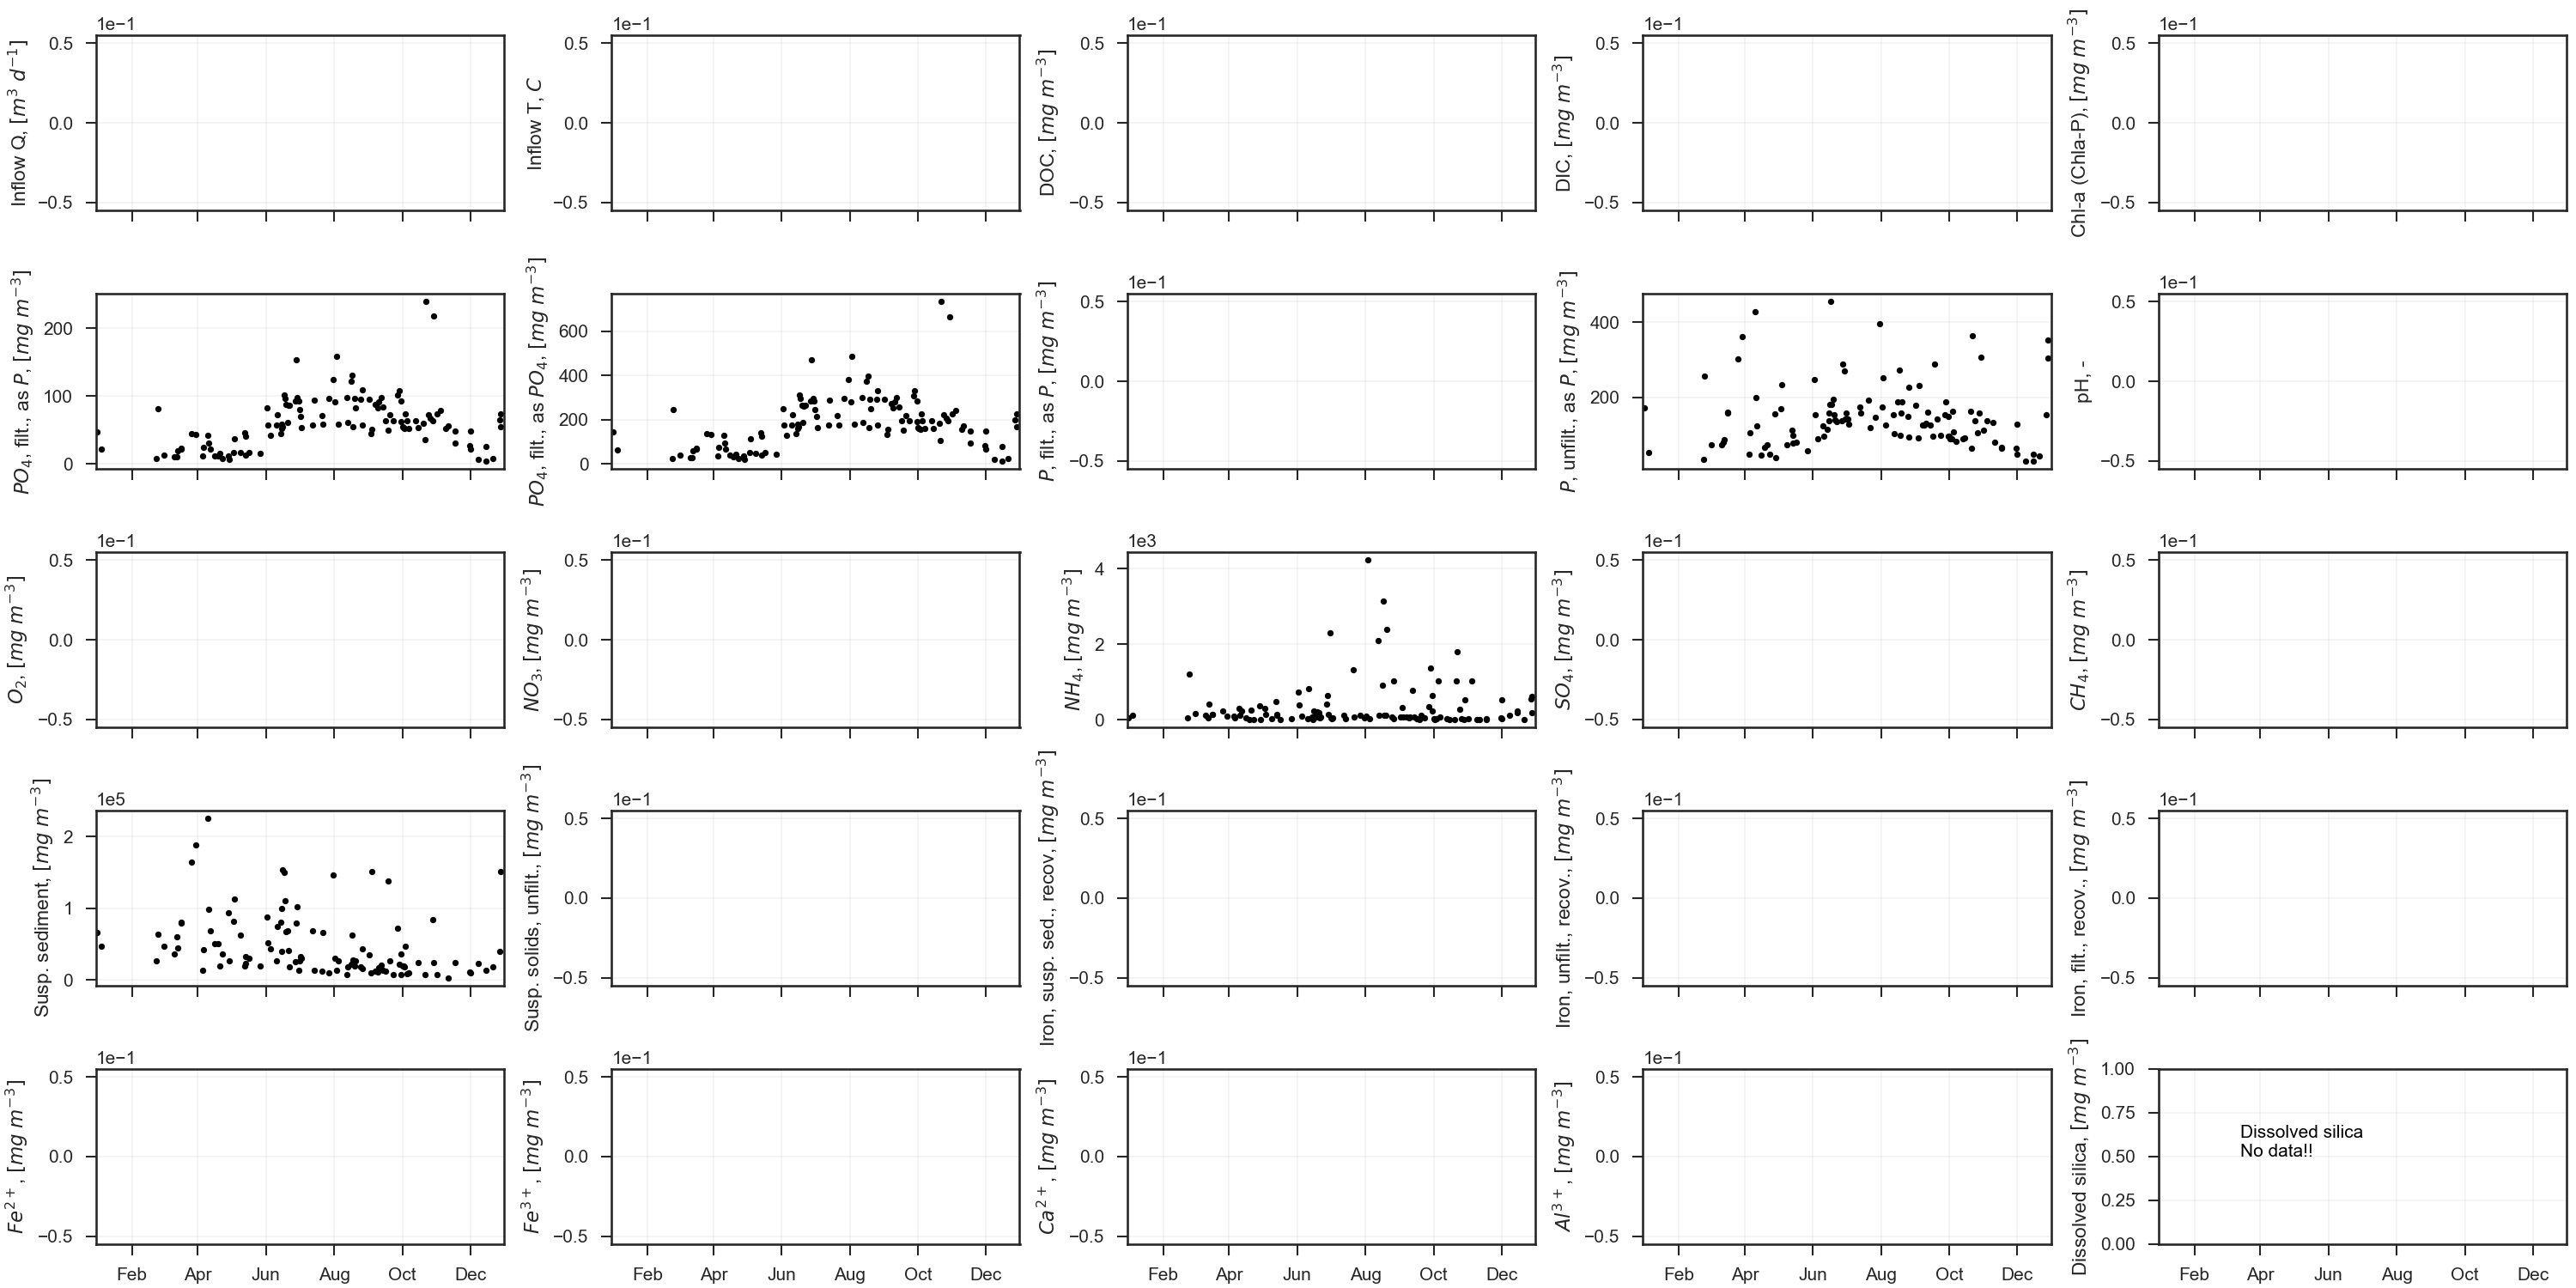 1e−1 1e−1 1e−1 1e−1 1e−1
Inflow Q, [m³ d⁻¹] 0.5 0.0 −0.5
Inflow T, C 0.5 0.0 −0.5
DOC, [mg m⁻³] 0.5 0.0 −0.5
DIC, [mg m⁻³] 0.5 0.0 −0.5
Chl-a (Chla-P), [mg m⁻³] 0.5 0.0 −0.5
PO₄, filt., as P, [mg m⁻³] 200 100 0
PO₄, filt., as PO₄, [mg m⁻³] 600 400 200 0
P, filt., as P, [mg m⁻³] 1e−1 0.5 0.0 −0.5
P, unfilt., as P, [mg m⁻³] 400 200
pH, - 1e−1 0.5 0.0 −0.5
O₂, [mg m⁻³] 1e−1 0.5 0.0 −0.5
NO₃, [mg m⁻³] 1e−1 0.5 0.0 −0.5
NH₄, [mg m⁻³] 1e3 4 2 0
SO₄, [mg m⁻³] 1e−1 0.5 0.0 −0.5
CH₄, [mg m⁻³] 1e−1 0.5 0.0 −0.5
Susp. sediment, [mg m⁻³] 1e5 2 1 0
Susp. solids, unfilt., [mg m⁻³] 1e−1 0.5 0.0 −0.5
Iron, susp. sed., recov, [mg m⁻³] 1e−1 0.5 0.0 −0.5
Iron, unfilt., recov., [mg m⁻³] 1e−1 0.5 0.0 −0.5
Iron, filt., recov., [mg m⁻³] 1e−1 0.5 0.0 −0.5
Fe²⁺, [mg m⁻³] 1e−1 0.5 0.0 −0.5
Fe³⁺, [mg m⁻³] 1e−1 0.5 0.0 −0.5
Ca²⁺, [mg m⁻³] 1e−1 0.5 0.0 −0.5
Al³⁺, [mg m⁻³] 1e−1 0.5 0.0 −0.5
Dissolved silica, [mg m⁻³] 1.00 0.75 0.50 0.25 0.00
Dissolved silica
No data!!
Feb Apr Jun Aug Oct Dec Feb Apr Jun Aug Oct Dec Feb Apr Jun Aug Oct Dec Feb Apr Jun Aug Oct Dec Feb Apr Jun Aug Oct Dec